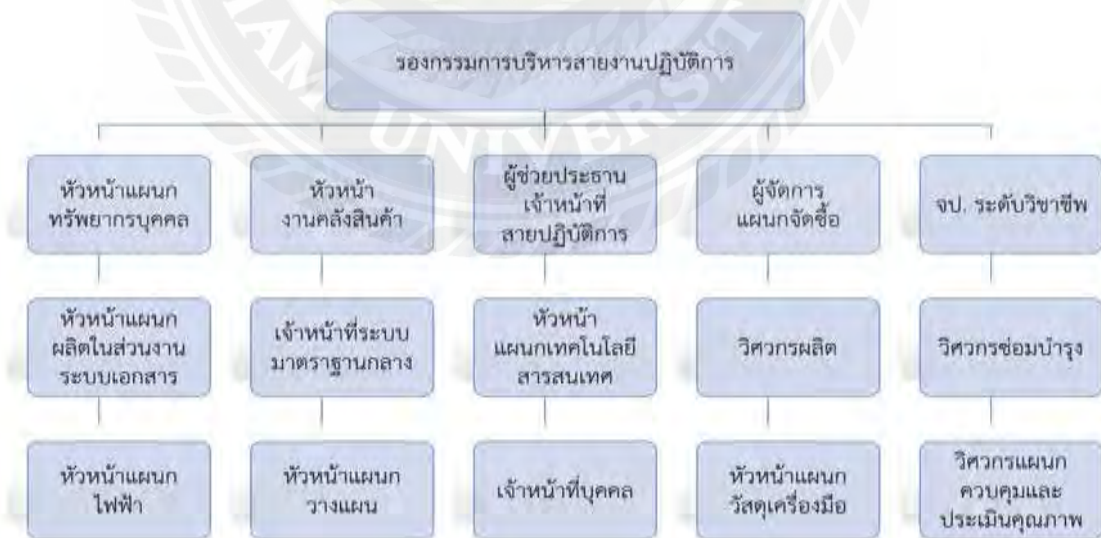 รองกรรมการบริหารสายงานปฏิบัติการ
หัวหน้าแผนก
ทรัพยากรบุคคล
หัวหน้า
งานคลังสินค้า
ผู้ช่วยประธาน
เจ้าหน้าที่
สายปฏิบัติการ
ผู้จัดการ
แผนกจัดซื้อ
จป. ระดับวิชาชีพ
หัวหน้าแผนก
ผลิตในส่วนงาน
ระบบเอกสาร
เจ้าหน้าที่ระบบ
มาตราฐานกลาง
หัวหน้า
แผนกเทคโนโลยี
สารสนเทศ
วิศวกรผลิต
วิศวกรซ่อมบำรุง
หัวหน้าแผนก
ไฟฟ้า
หัวหน้าแผนก
วางแผน
เจ้าหน้าที่บุคคล
หัวหน้าแผนก
วัสดุเครื่องมือ
วิศวกรแผนก
ควบคุมและ
ประเมินคุณภาพ